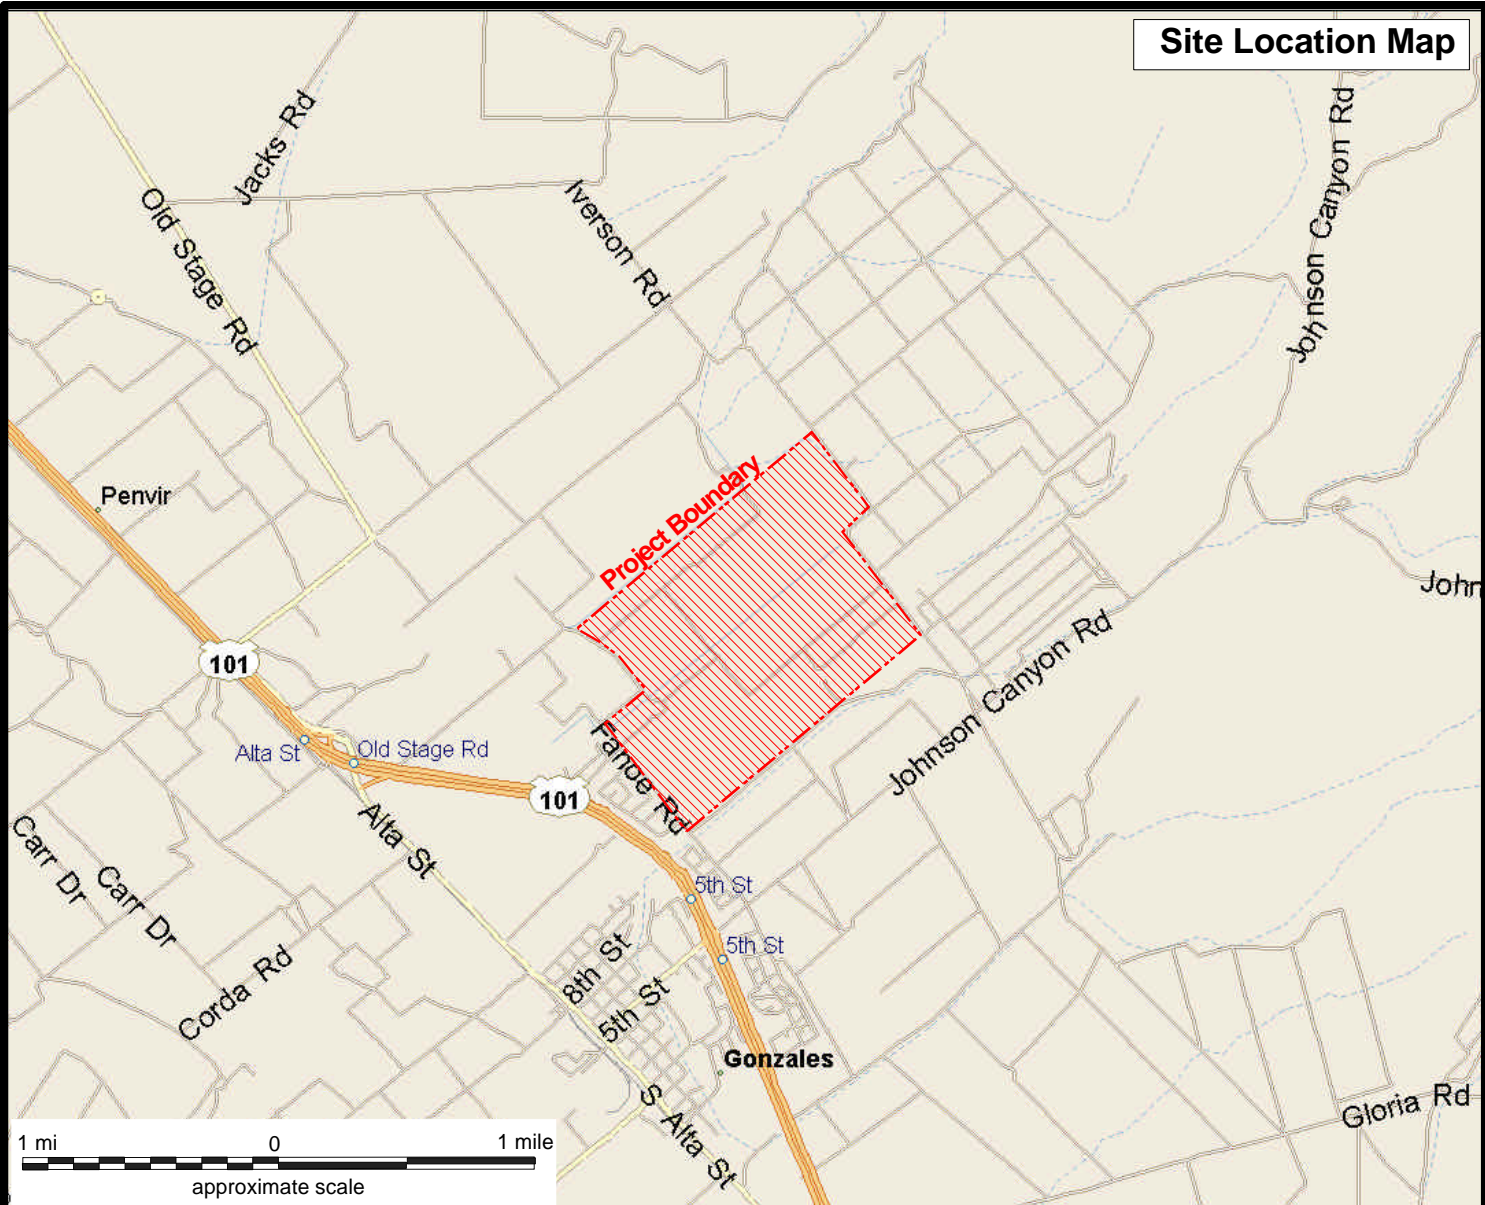 Site Location Map
Jacks Rd
Johnson Canyon Rd
Iverson Rd
Old Stage Rd
Project Boundary
Penvir
John
Johnson Canyon Rd
101
Fanoe Rd
Alta St
Old Stage Rd
101
Alta St
Carr Dr
Carr Dr
5th St
5th St
8th St
5th St
Corda Rd
Gonzales
S Alta St
Gloria Rd
1 mi 0 1 mile
approximate scale